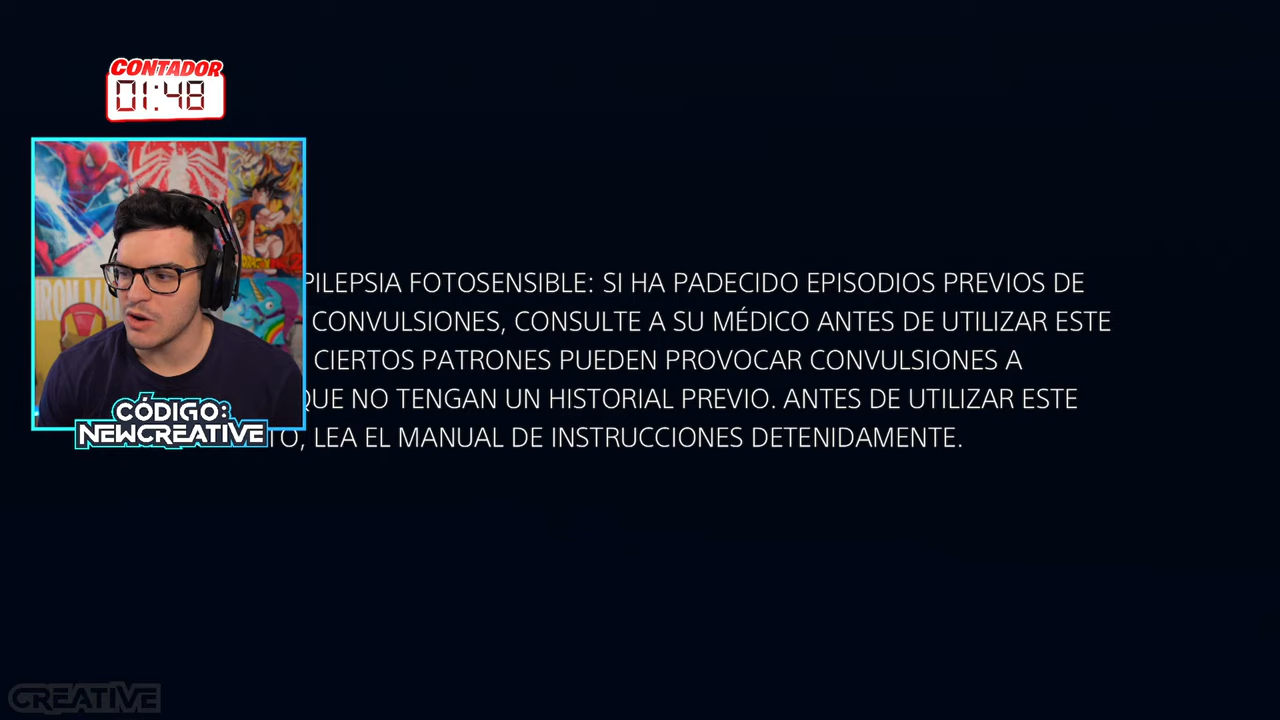 CONTADOR
01:48
PILEPSIA FOTOSENSIBLE: SI HA PADECIDO EPISODIOS PREVIOS DE
CONVULSIONES, CONSULTE A SU MÉDICO ANTES DE UTILIZAR ESTE
CIERTOS PATRONES PUEDEN PROVOCAR CONVULSIONES A
QUE NO TENGAN UN HISTORIAL PREVIO. ANTES DE UTILIZAR ESTE
TO, LEA EL MANUAL DE INSTRUCCIONES DETENIDAMENTE.
IRON MA
CÓDIGO:
NEWCREATIVE
CREATIVE